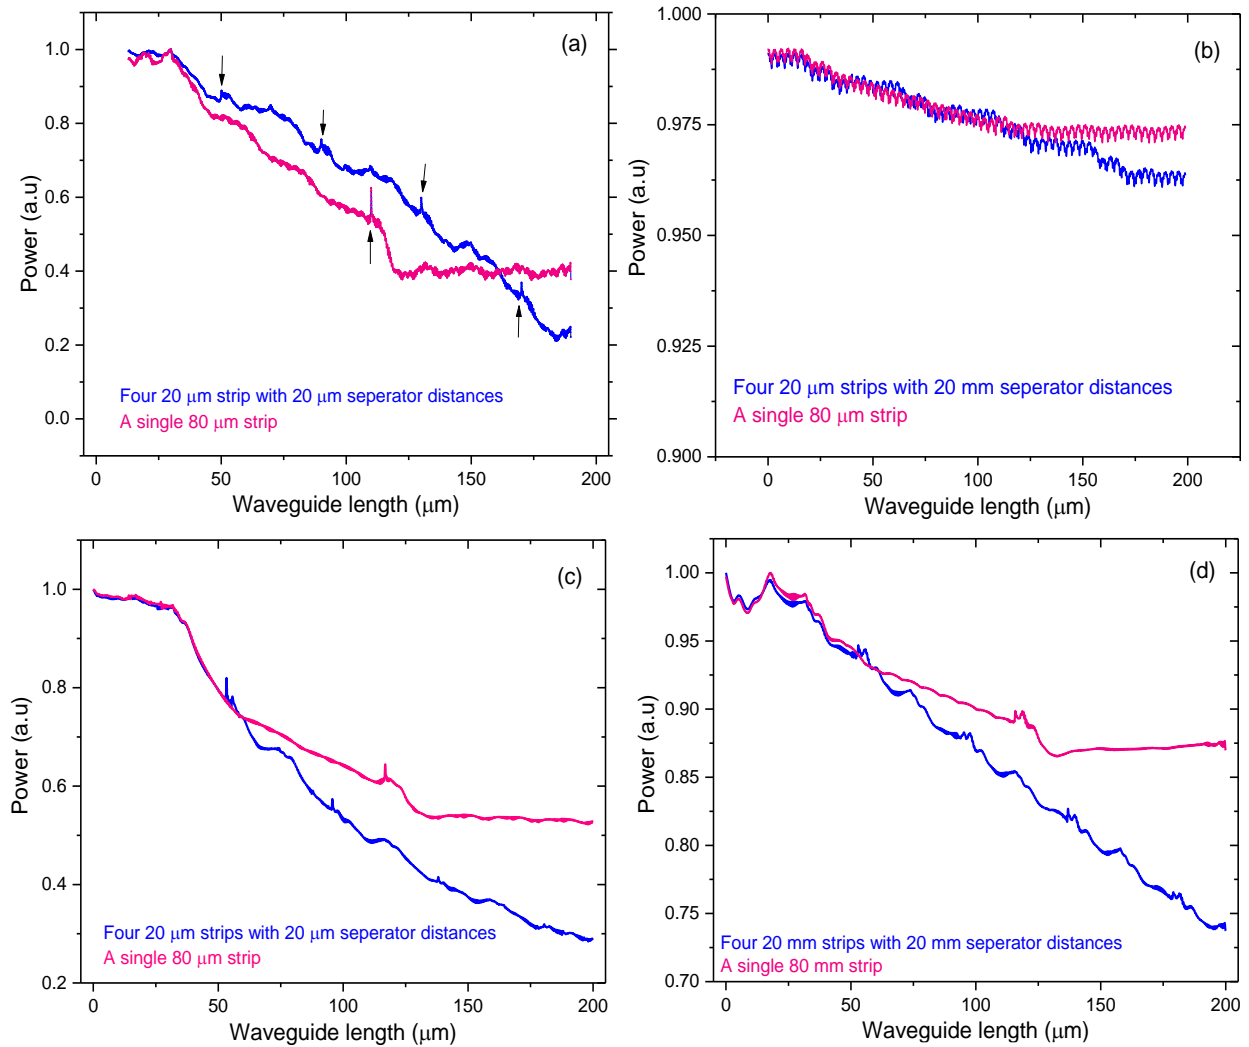 (a)
1.0
0.8
0.6
0.4
0.2
0.0
Power (a.u)
Four 20 μm strip with 20 μm seperator distances
A single 80 μm strip
0 50 100 150 200
Waveguide length (μm)
(b)
1.000
0.975
0.950
0.925
0.900
Power (a.u)
Four 20 μm strips with 20 mm seperator distances
A single 80 μm strip
0 50 100 150 200
Waveguide length (μm)
(c)
1.0
0.8
0.6
0.4
0.2
Power (a.u)
Four 20 μm strips with 20 μm seperator distances
A single 80 μm strip
0 50 100 150 200
Waveguide length (μm)
(d)
1.00
0.95
0.90
0.85
0.80
0.75
0.70
Power (a.u)
Four 20 mm strips with 20 mm seperator distances
A single 80 mm strip
0 50 100 150 200
Waveguide length (μm)